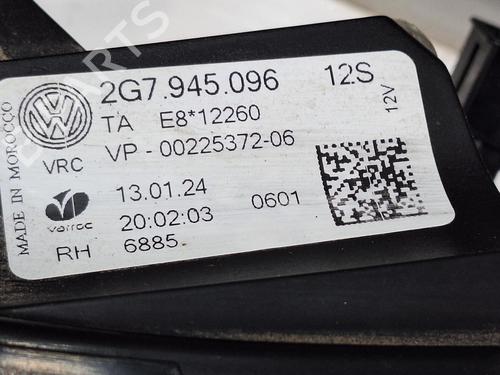 2G7.945.096 12S
TA E8*12260 12V
VP - 00225372-06
VRC
13.01.24
20:02:03 0601
varroc
RH 6885
MADE IN MOROCCO